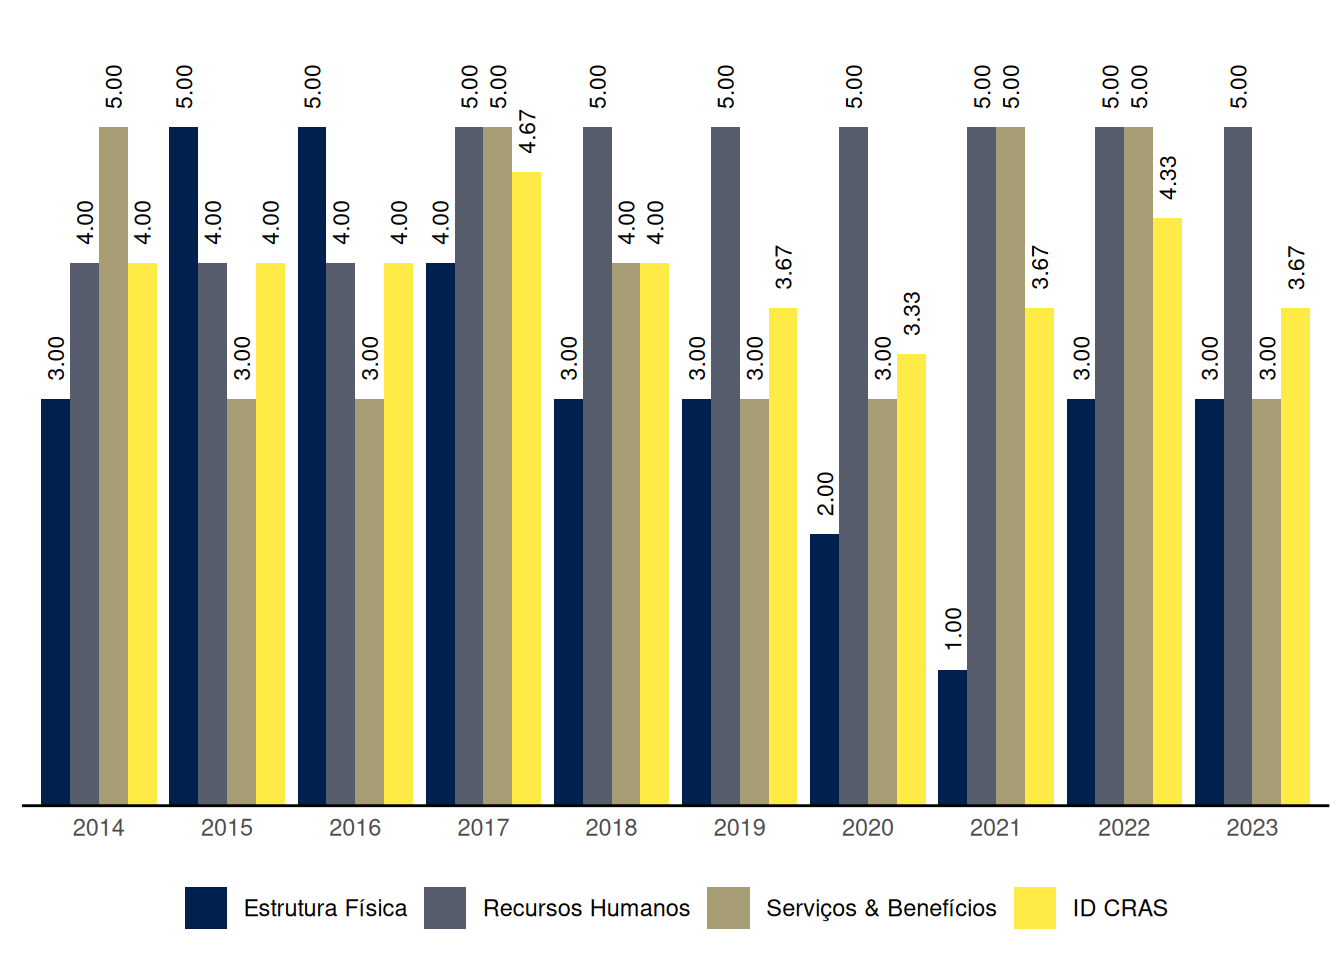 5.00 5.00 5.00 5.00 5.00 5.00 5.00 5.00 5.00 5.00 5.00 5.00 5.00
4.67
4.33
4.00 4.00 4.00 4.00 4.00 4.00 4.00 4.00 4.00
3.67 3.67 3.67
3.33
3.00 3.00 3.00 3.00 3.00 3.00 3.00 3.00 3.00 3.00
2.00
1.00
2014 2015 2016 2017 2018 2019 2020 2021 2022 2023
Estrutura Física Recursos Humanos Serviços & Benefícios ID CRAS